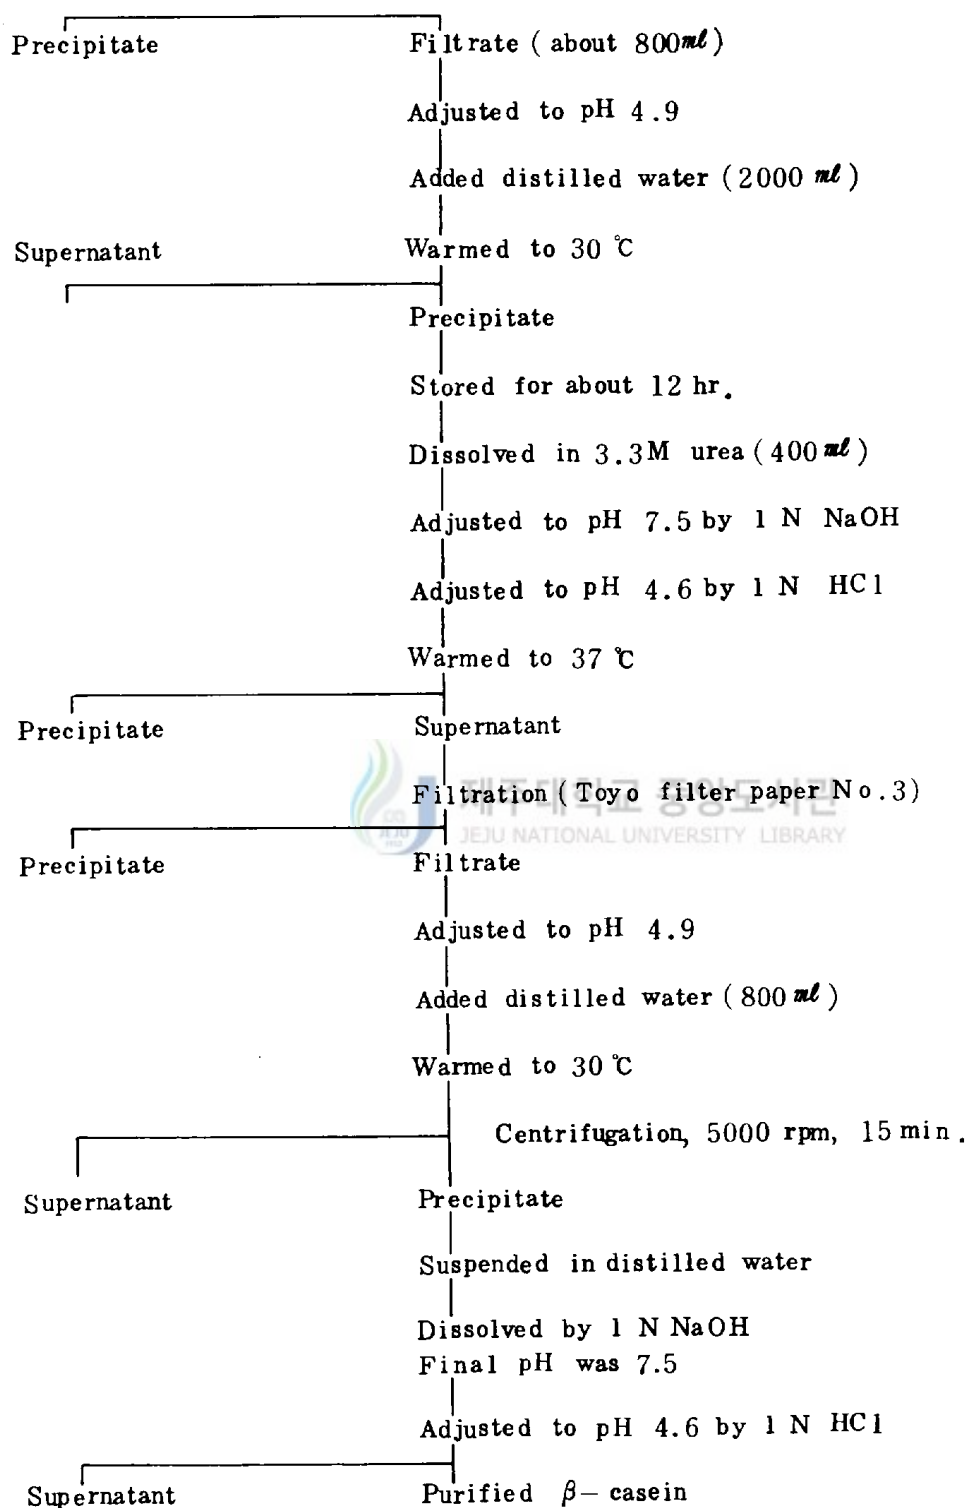 Precipitate Filtrate (about 800㎖)
Adjusted to pH 4.9
Added distilled water (2000 ㎖)
Supernatant Warmed to 30 ℃
Precipitate
Stored for about 12 hr.
Dissolved in 3.3M urea (400㎖)
Adjusted to pH 7.5 by 1 N NaOH
Adjusted to pH 4.6 by 1 N HCl
Warmed to 37 ℃
Precipitate Supernatant
제주대학교 중앙도서관
Filtration (Toyo filter paper No.3)
JEJU NATIONAL UNIVERSITY LIBRARY
JEJU
1952
Precipitate Filtrate
Adjusted to pH 4.9
Added distilled water (800 ㎖)
Warmed to 30 ℃
Centrifugation, 5000 rpm, 15 min.
Supernatant Precipitate
Suspended in distilled water
Dissolved by 1 N NaOH
Final pH was 7.5
Adjusted to pH 4.6 by 1 N HCl
Supernatant Purified β- casein